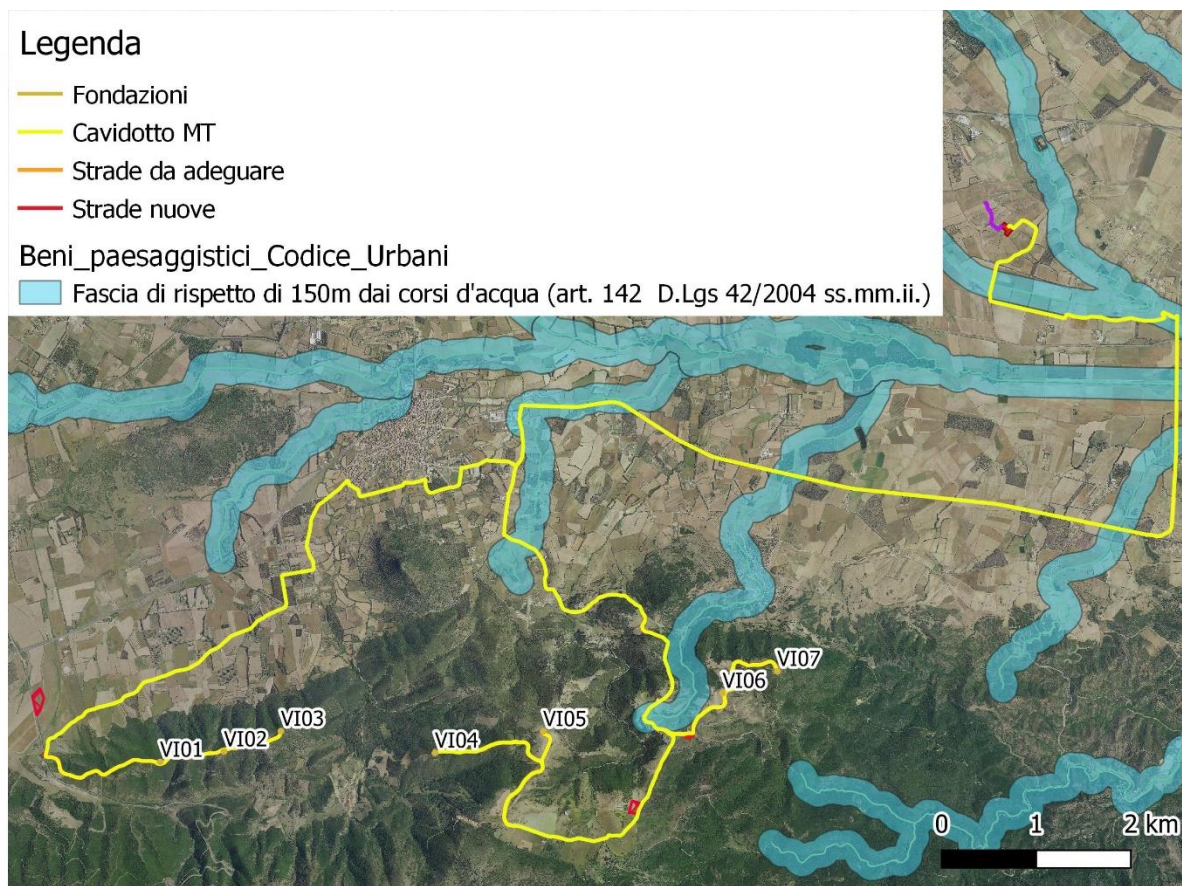 Legenda
Fondazioni
Cavidotto MT
Strade da adeguare
Strade nuove
Beni_paesaggistici_Codice_Urbani
Fascia di rispetto di 150m dai corsi d'acqua (art. 142 D.Lgs 42/2004 ss.mm.ii.)
VI07
VI06
VI05
VI03
VI02
VI04
VI01
0 1 2 km